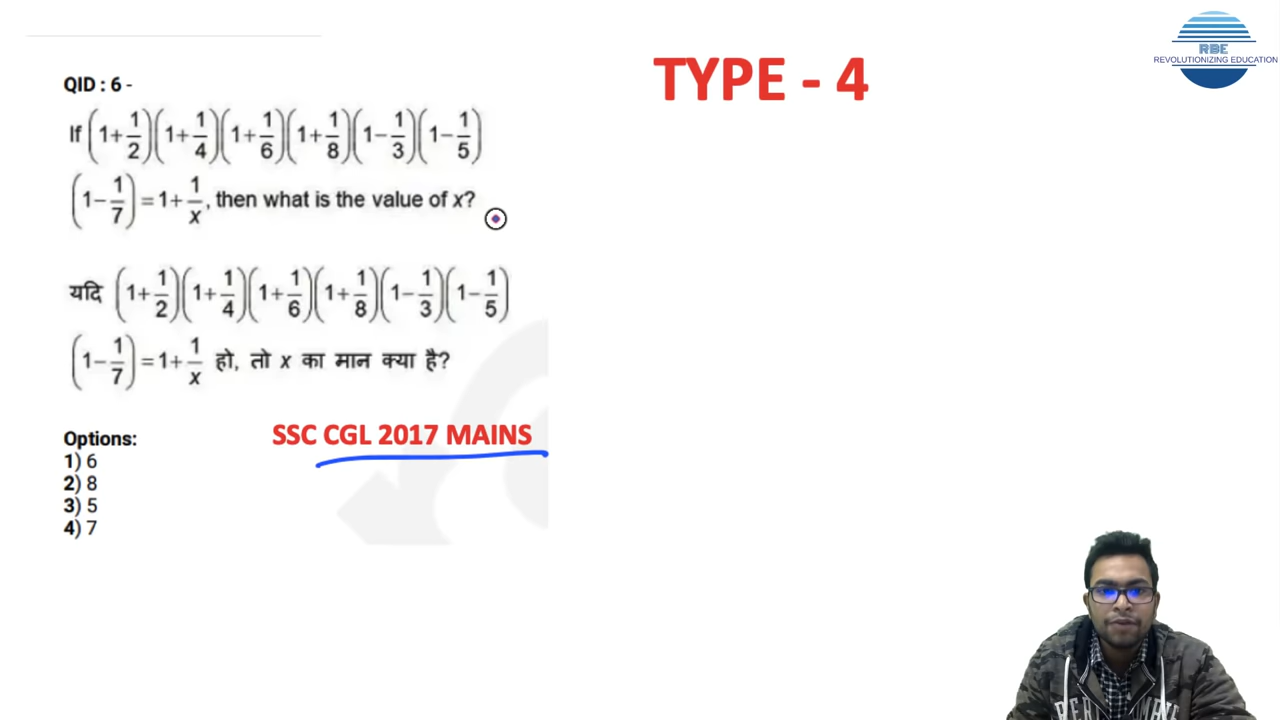 RBE
REVOLUTIONIZING EDUCATION
TYPE - 4
QID : 6 -
If (1+1/2)(1+1/4)(1+1/6)(1+1/8)(1−1/3)(1−1/5)
(1−1/7)=1+1/x, then what is the value of x?
यदि (1+1/2)(1+1/4)(1+1/6)(1+1/8)(1−1/3)(1−1/5)
(1−1/7)=1+1/x हो, तो x का मान क्या है?
SSC CGL 2017 MAINS
Options:
1) 6
2) 8
3) 5
4) 7